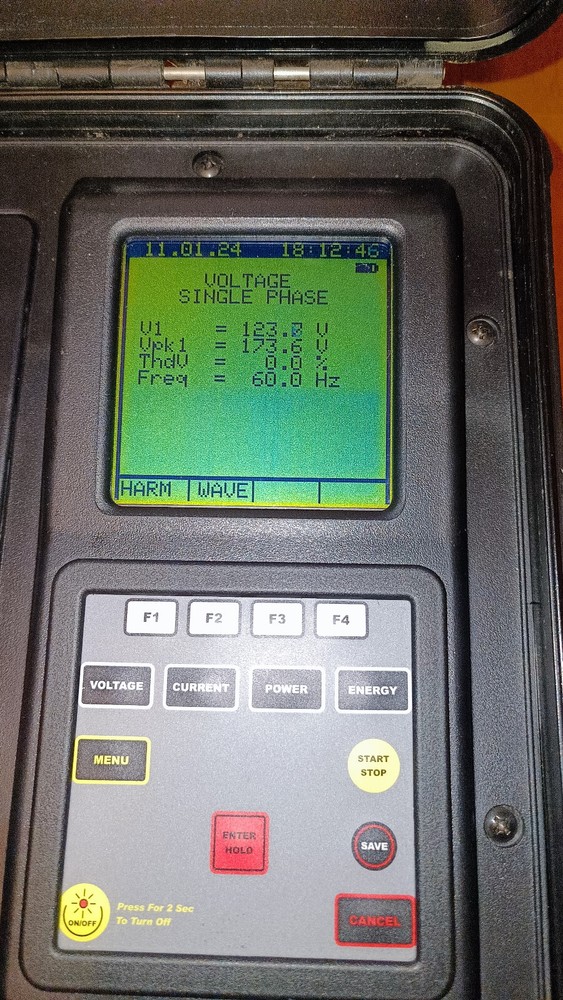 11.01.24 18:12:46
VOLTAGE
SINGLE PHASE
V1 = V
Vpk1 = 173.6 V
ThdV = 0.0 %
Freq = 60.0 Hz
HARM WAVE
F1 F2 F3 F4
VOLTAGE CURRENT POWER ENERGY
MENU
START
STOP
ENTER
HOLD
SAVE
ON/OFF
Press For 2 Sec
To Turn Off
CANCEL